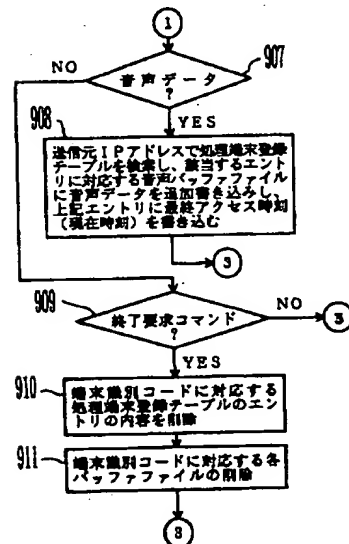 1
907
NO
音声データ
?
908
YES
送信元IPアドレスで処理端末登録
テーブルを検索し、該当するエント
リに対応する音声バッファファイル
に音声データを追加書き込みし、
上記エントリに最終アクセス時刻
(現在時刻)を書き込む
3
909
終了要求コマンド
?
NO
3
YES
910
端末識別コードに対応する
処理端末登録テーブルのエン
トリの内容を削除
911
端末識別コードに対応する各
バッファファイルの削除
3